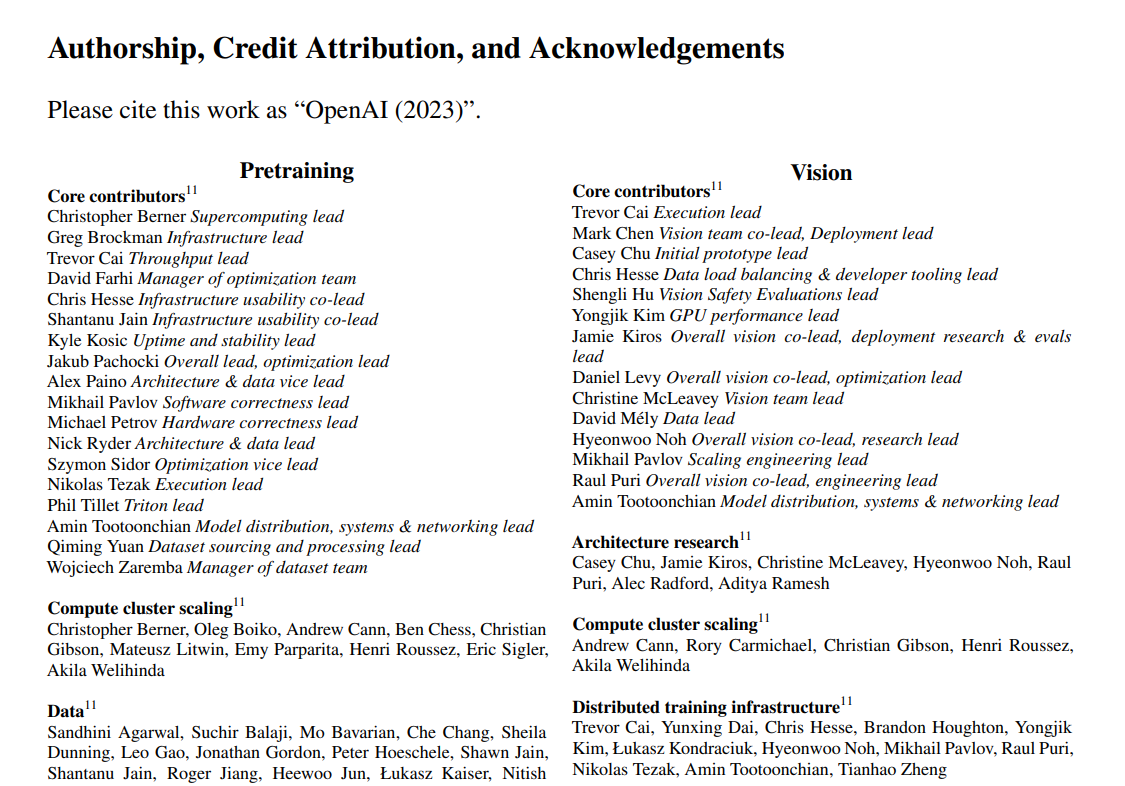 Authorship, Credit Attribution, and Acknowledgements
Please cite this work as “OpenAI (2023)”.
Pretraining
Core contributors11
Christopher Berner Supercomputing lead
Greg Brockman Infrastructure lead
Trevor Cai Throughput lead
David Farhi Manager of optimization team
Chris Hesse Infrastructure usability co-lead
Shantanu Jain Infrastructure usability co-lead
Kyle Kosic Uptime and stability lead
Jakub Pachocki Overall lead, optimization lead
Alex Paino Architecture & data vice lead
Mikhail Pavlov Software correctness lead
Michael Petrov Hardware correctness lead
Nick Ryder Architecture & data lead
Szymon Sidor Optimization vice lead
Nikolas Tezak Execution lead
Phil Tillet Triton lead
Amin Tootoonchian Model distribution, systems & networking lead
Qiming Yuan Dataset sourcing and processing lead
Wojciech Zaremba Manager of dataset team
Compute cluster scaling11
Christopher Berner, Oleg Boiko, Andrew Cann, Ben Chess, Christian
Gibson, Mateusz Litwin, Emy Parparita, Henri Roussez, Eric Sigler,
Akila Welihinda
Data11
Sandhini Agarwal, Suchir Balaji, Mo Bavarian, Che Chang, Sheila
Dunning, Leo Gao, Jonathan Gordon, Peter Hoeschele, Shawn Jain,
Shantanu Jain, Roger Jiang, Heewoo Jun, Łukasz Kaiser, Nitish
Vision
Core contributors11
Trevor Cai Execution lead
Mark Chen Vision team co-lead, Deployment lead
Casey Chu Initial prototype lead
Chris Hesse Data load balancing & developer tooling lead
Shengli Hu Vision Safety Evaluations lead
Yongjik Kim GPU performance lead
Jamie Kiros Overall vision co-lead, deployment research & evals
lead
Daniel Levy Overall vision co-lead, optimization lead
Christine McLeavey Vision team lead
David Mély Data lead
Hyeonwoo Noh Overall vision co-lead, research lead
Mikhail Pavlov Scaling engineering lead
Raul Puri Overall vision co-lead, engineering lead
Amin Tootoonchian Model distribution, systems & networking lead
Architecture research11
Casey Chu, Jamie Kiros, Christine McLeavey, Hyeonwoo Noh, Raul
Puri, Alec Radford, Aditya Ramesh
Compute cluster scaling11
Andrew Cann, Rory Carmichael, Christian Gibson, Henri Roussez,
Akila Welihinda
Distributed training infrastructure11
Trevor Cai, Yunxing Dai, Chris Hesse, Brandon Houghton, Yongjik
Kim, Łukasz Kondraciuk, Hyeonwoo Noh, Mikhail Pavlov, Raul Puri,
Nikolas Tezak, Amin Tootoonchian, Tianhao Zheng